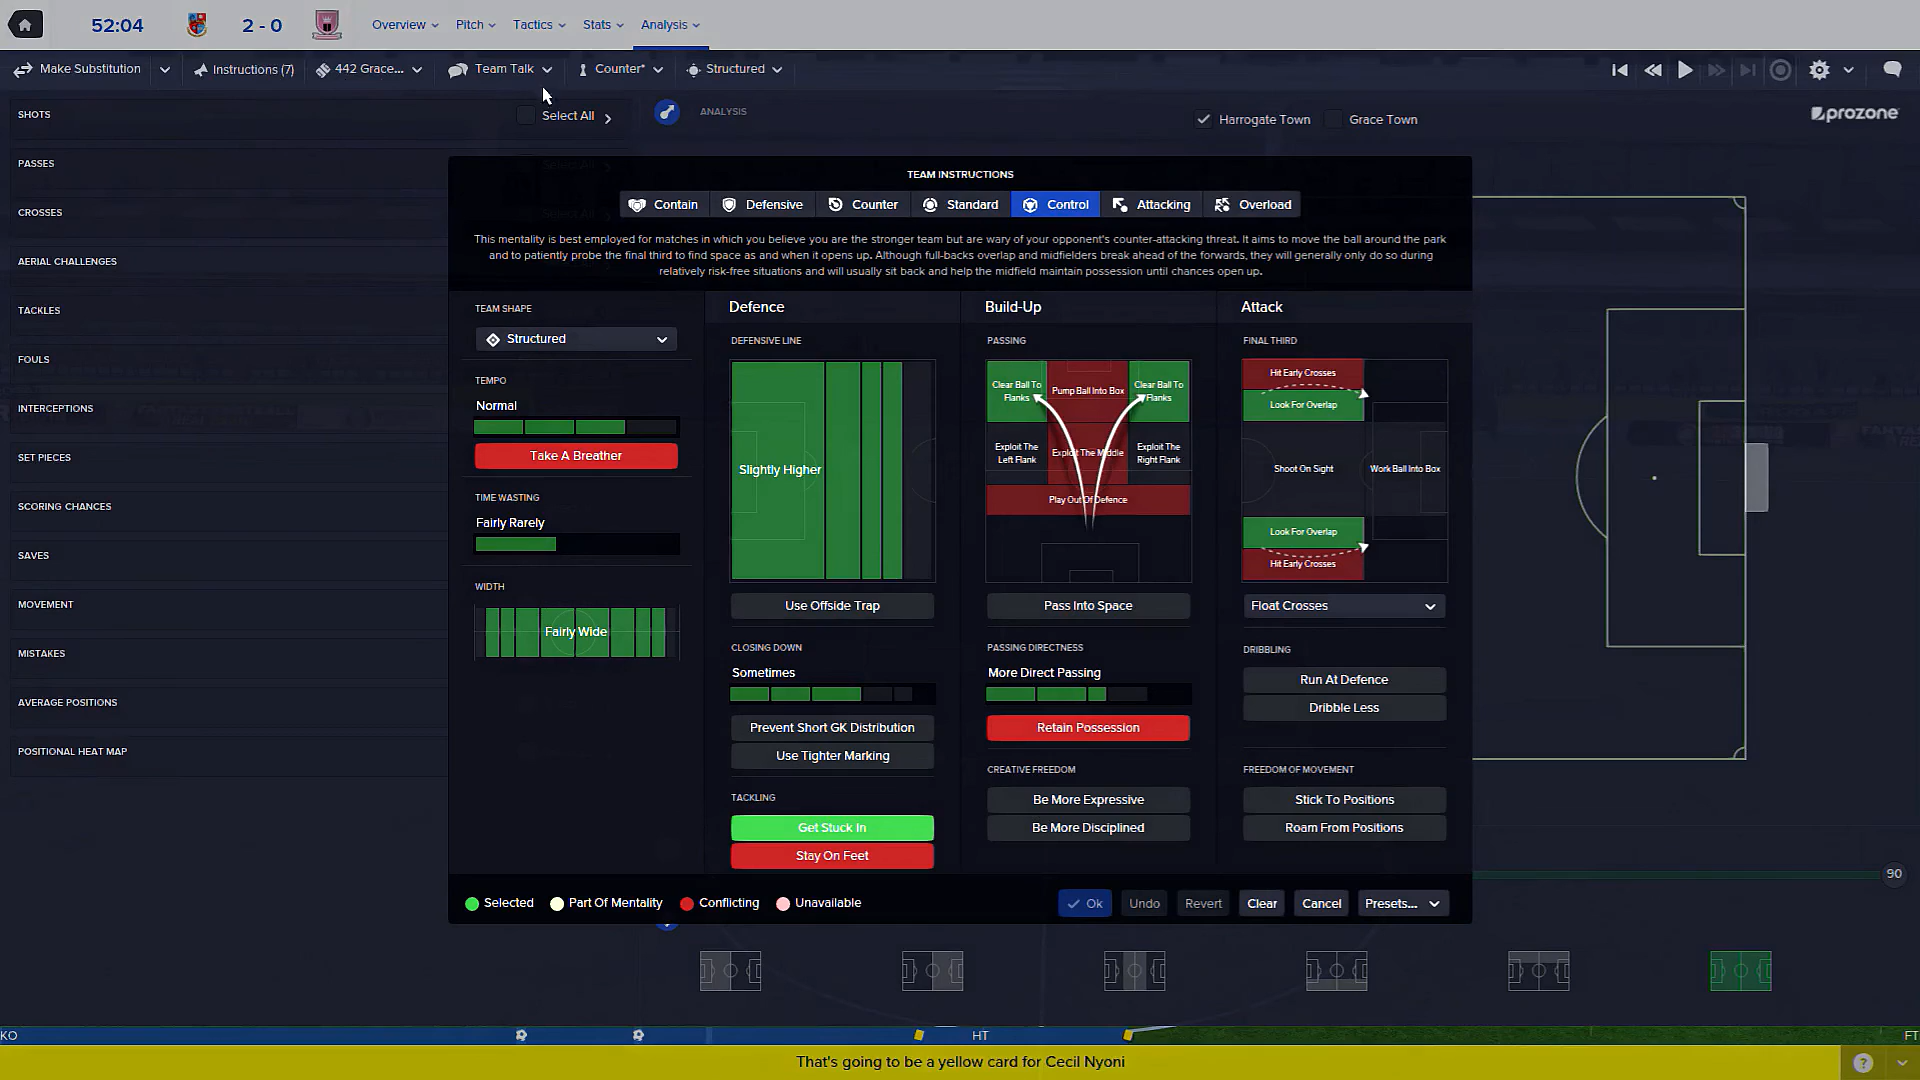 52:04
2 - 0
Overview
Pitch
Tactics
Stats
Analysis
Make Substitution
Instructions (7)
442 Grace...
Team Talk
Counter*
Structured
SHOTS
Select All
ANALYSIS
Harrogate Town
Grace Town
prozone
PASSES
Select All
CROSSES
AERIAL CHALLENGES
TACKLES
FOULS
INTERCEPTIONS
SET PIECES
SCORING CHANCES
SAVES
MOVEMENT
MISTAKES
AVERAGE POSITIONS
POSITIONAL HEAT MAP
TEAM INSTRUCTIONS
Contain
Defensive
Counter
Standard
Control
Attacking
Overload
This mentality is best employed for matches in which you believe you are the stronger team but are wary of your opponent's counter-attacking threat. It aims to move the ball around the park
and to patiently probe the final third to find space as and when it opens up. Although full-backs overlap and midfielders break ahead of the forwards, they will generally only do so during
relatively risk-free situations and will usually sit back and help the midfield maintain possession until chances open up.
TEAM SHAPE
Structured
TEMPO
Normal
Take A Breather
TIME WASTING
Fairly Rarely
WIDTH
Fairly Wide
Defence
DEFENSIVE LINE
Slightly Higher
Use Offside Trap
CLOSING DOWN
Sometimes
Prevent Short GK Distribution
Use Tighter Marking
TACKLING
Get Stuck In
Stay On Feet
Build-Up
PASSING
Clear Ball To
Flanks
Pump Ball Into Box
Clear Ball To
Flanks
Exploit The
Left Flank
Exploit The Middle
Exploit The
Right Flank
Play Out Of Defence
Pass Into Space
PASSING DIRECTNESS
More Direct Passing
Retain Possession
CREATIVE FREEDOM
Be More Expressive
Be More Disciplined
Attack
FINAL THIRD
Hit Early Crosses
Look For Overlap
Shoot On Sight
Work Ball Into Box
Look For Overlap
Hit Early Crosses
Float Crosses
DRIBBLING
Run At Defence
Dribble Less
FREEDOM OF MOVEMENT
Stick To Positions
Roam From Positions
Selected
Part Of Mentality
Conflicting
Unavailable
Ok
Undo
Revert
Clear
Cancel
Presets...
90
KO
HT
FT
That's going to be a yellow card for Cecil Nyoni
?